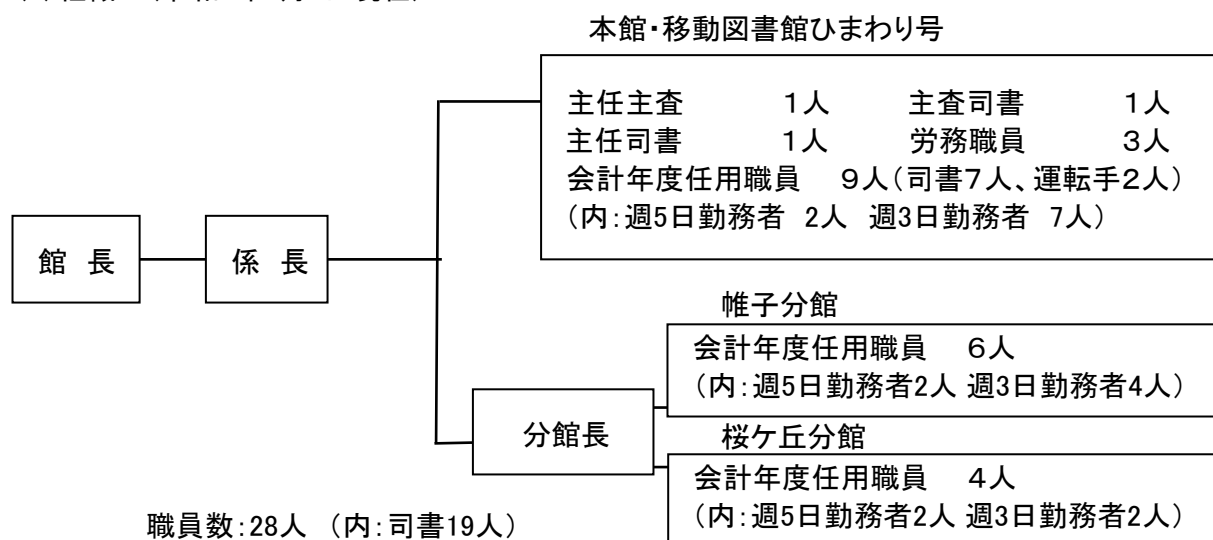 本館・移動図書館ひまわり号
主任主査　1人　主査司書　1人
主任司書　1人　労務職員　3人
会計年度任用職員　9人(司書7人、運転手2人)
(内:週5日勤務者 2人 週3日勤務者 7人)
館 長
係 長
帷子分館
会計年度任用職員　6人
(内:週5日勤務者2人 週3日勤務者4人)
分館長
桜ケ丘分館
会計年度任用職員　4人
(内:週5日勤務者2人 週3日勤務者2人)
職員数:28人 (内:司書19人)